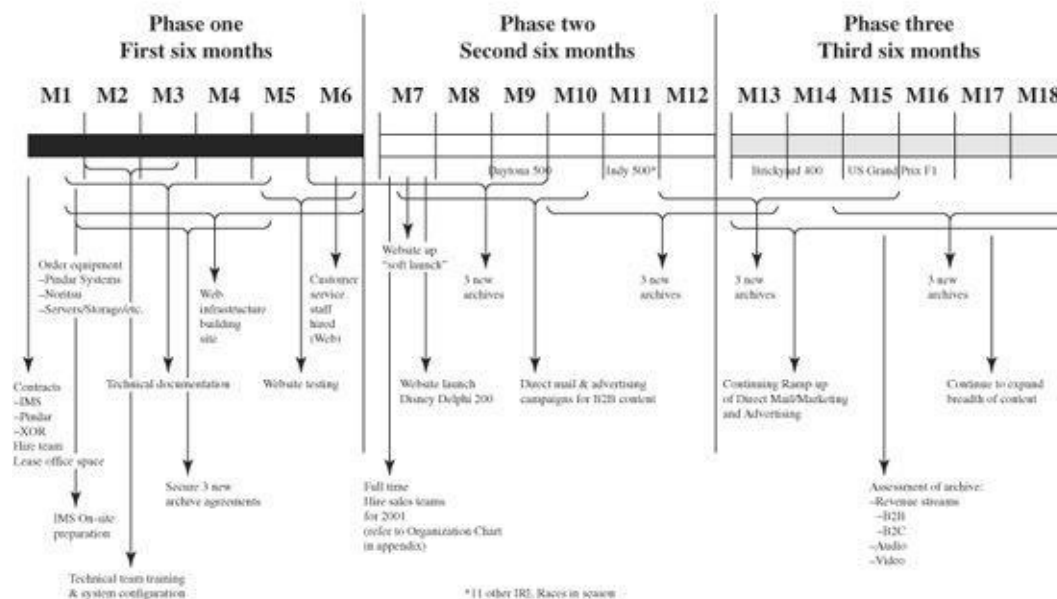 Phase one
First six months
Phase two
Second six months
Phase three
Third six months
M1 M2 M3 M4 M5 M6 M7 M8 M9 M10 M11 M12 M13 M14 M15 M16 M17 M18
Daytona 500
Indy 500*
Brickyard 400
US Grand Prix F1
Order equipment
–Pindar Systems
–Noritsu
–Servers/Storage/etc.
Web
infrastructure
building
site
Customer
service
staff
hired
(Web)
Website up
"soft launch"
3 new
archives
3 new
archives
3 new
archives
3 new
archives
Contracts
–IMS
–Pindar
–XOR
Hire team
Lease office space
Technical documentation
Website testing
Website launch
Disney Delphi 200
Direct mail & advertising
campaigns for B2B content
Continuing Ramp up
of Direct Mail/Marketing
and Advertising
Continue to expand
breadth of content
IMS On-site
preparation
Secure 3 new
archive agreements
Full time
Hire sales teams
for 2001
(refer to Organization Chart
in appendix)
Assessment of archive:
–Revenue streams
–B2B
–B2C
–Audio
–Video
Technical team training
& system configuration
*11 other IRL Races in season